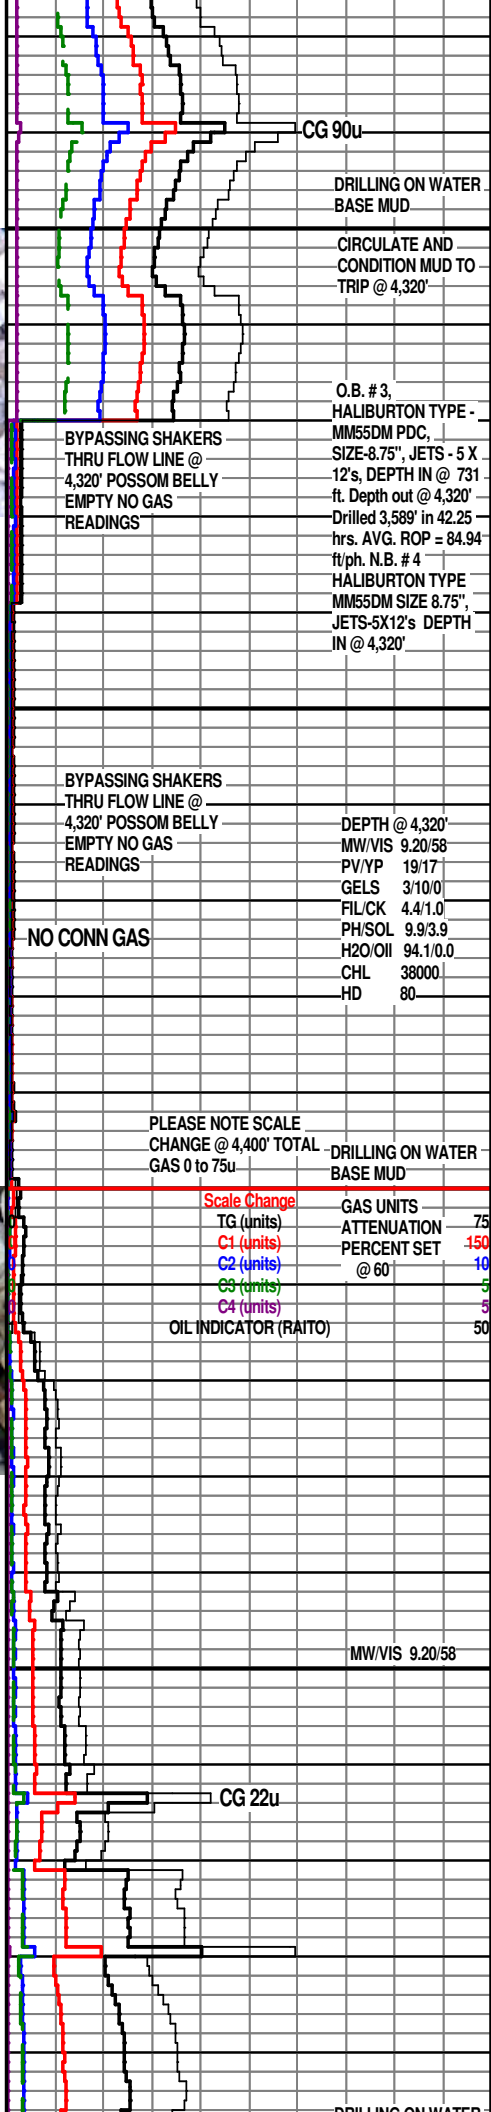 CG 90u
DRILLING ON WATER
BASE MUD
CIRCULATE AND
CONDITION MUD TO
TRIP @ 4,320'
O.B. # 3,
HALIBURTON TYPE -
MM55DM PDC,
SIZE-8.75", JETS - 5 X
12's, DEPTH IN @ 731
ft. Depth out @ 4,320'
Drilled 3,589' in 42.25
hrs. AVG. ROP = 84.94
ft/ph. N.B. # 4
HALIBURTON TYPE
MM55DM SIZE 8.75",
JETS-5X12's DEPTH
IN @ 4,320'
BYPASSING SHAKERS
THRU FLOW LINE @
4,320' POSSOM BELLY
EMPTY NO GAS
READINGS
BYPASSING SHAKERS
THRU FLOW LINE @
4,320' POSSOM BELLY
EMPTY NO GAS
READINGS
DEPTH @ 4,320'
MW/VIS 9.20/58
PV/YP 19/17
GELS 3/10/0
FIL/CK 4.4/1.0
PH/SOL 9.9/3.9
H2O/OIl 94.1/0.0
CHL 38000
HD 80
NO CONN GAS
PLEASE NOTE SCALE
CHANGE @ 4,400' TOTAL
GAS 0 to 75u
DRILLING ON WATER
BASE MUD
Scale Change
TG (units) 75
C1 (units) 150
C2 (units) 10
C3 (units) 5
C4 (units) 5
OIL INDICATOR (RAITO) 50
GAS UNITS
ATTENUATION
PERCENT SET
@ 60
MW/VIS 9.20/58
CG 22u
DRILLING ON WATER